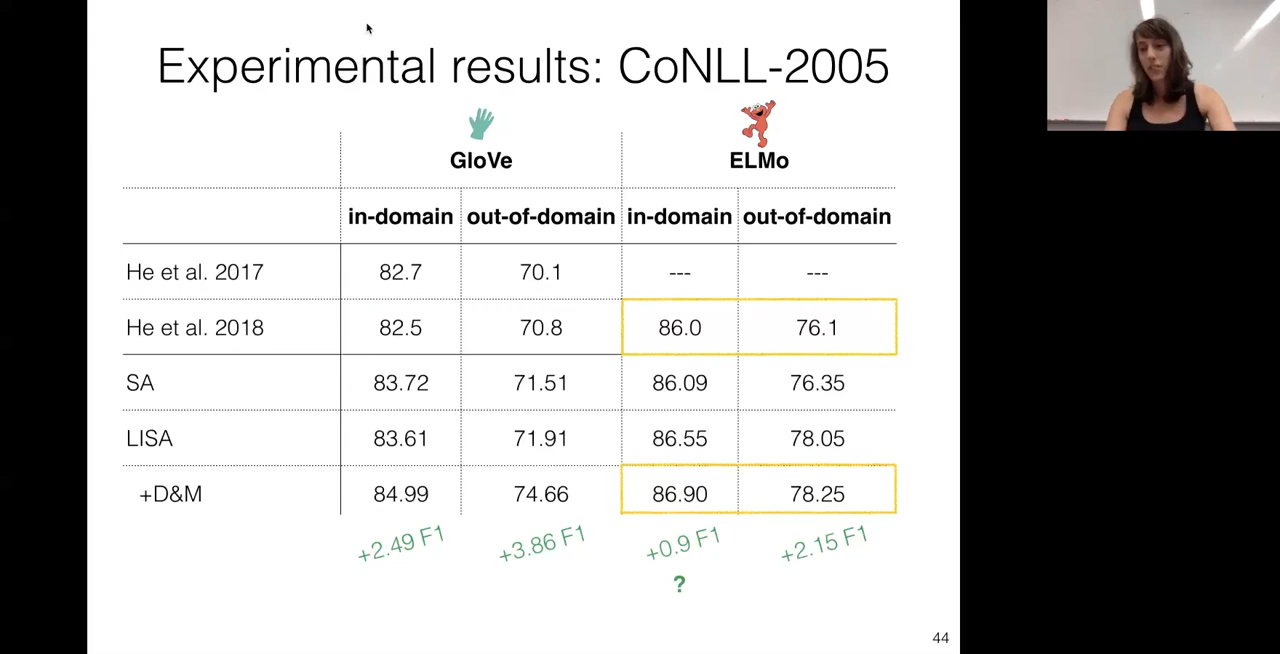 Experimental results: CoNLL-2005
GloVe ELMo
in-domain out-of-domain in-domain out-of-domain
He et al. 2017 82.7 70.1 --- ---
He et al. 2018 82.5 70.8 86.0 76.1
SA 83.72 71.51 86.09 76.35
LISA 83.61 71.91 86.55 78.05
+D&M 84.99 74.66 86.90 78.25
+2.49 F1 +3.86 F1 +0.9 F1 +2.15 F1
?
44